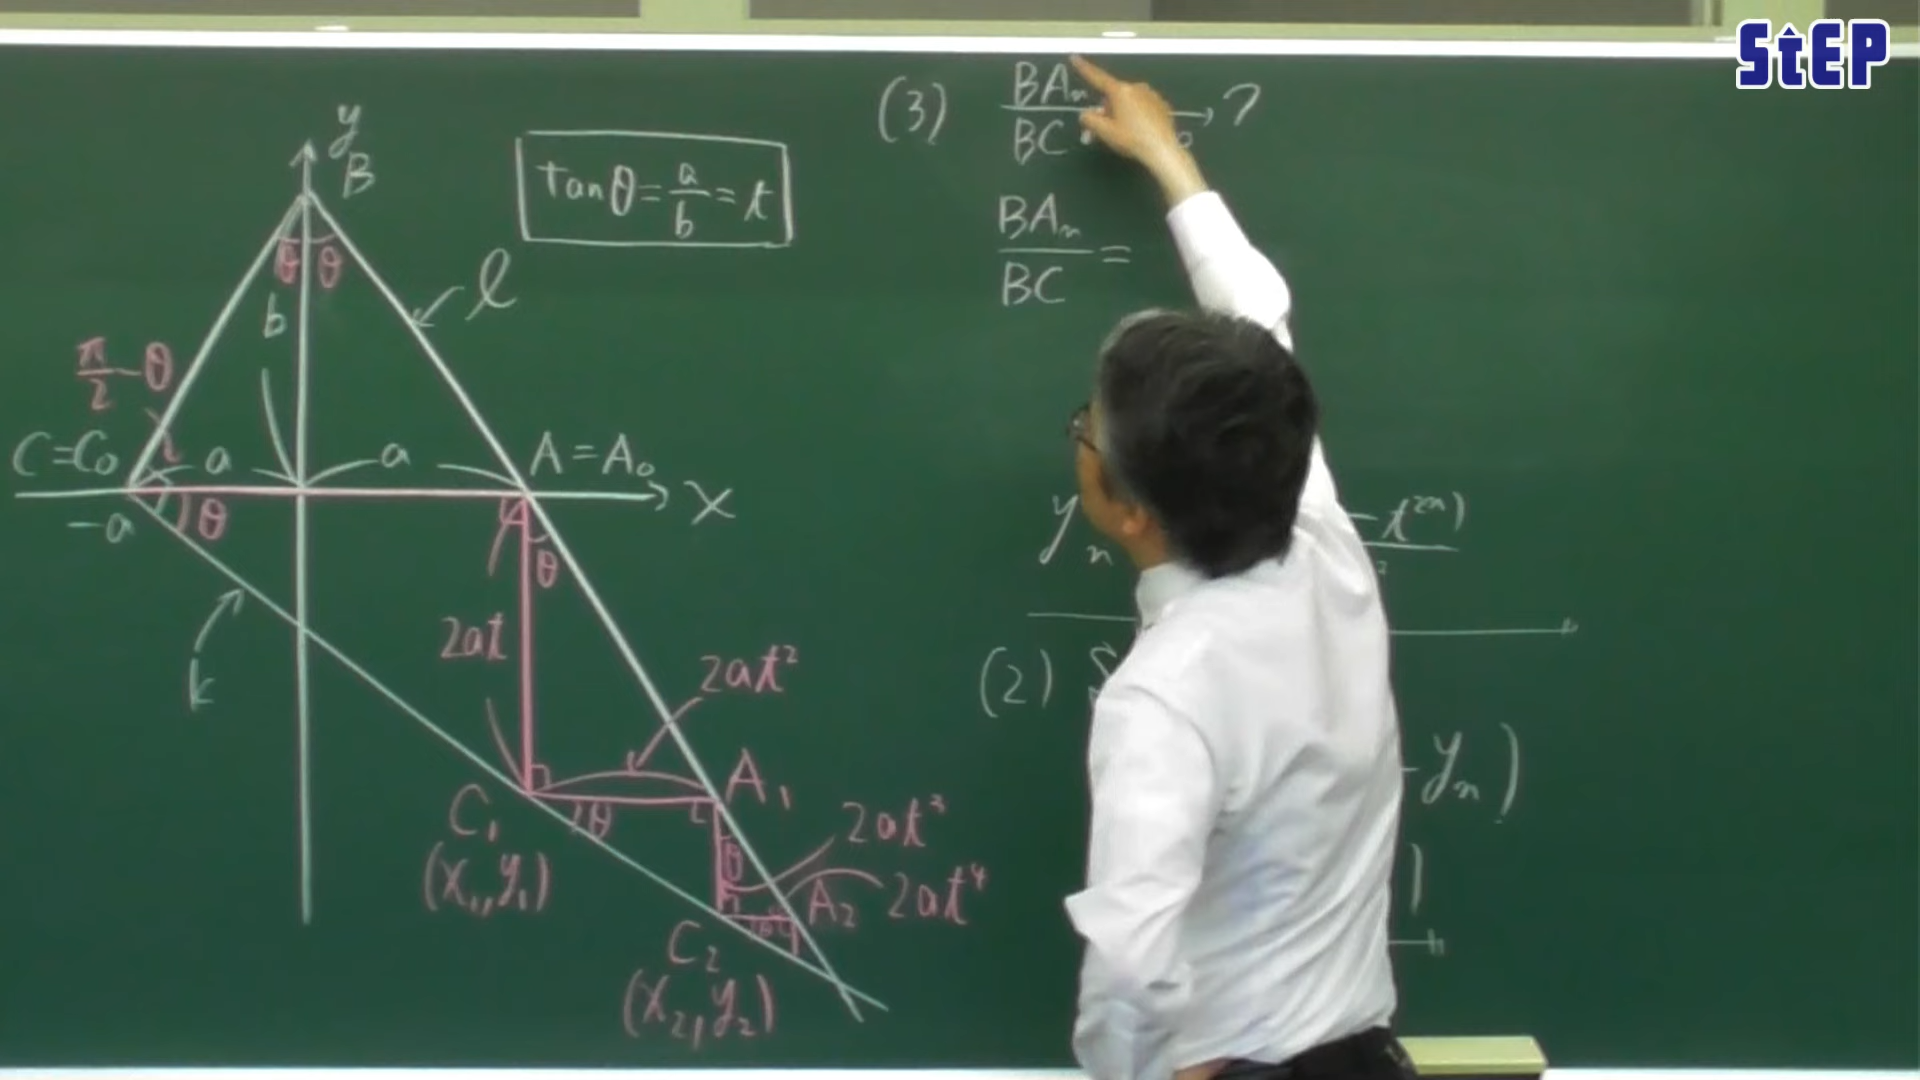 StEP
y
B
tanθ = a/b = t
θ θ
l
b
π/2 - θ
C=C₀
a
a
A=A₀
x
-a
θ
θ
k
2at
2at²
A₁
C₁
θ
2at³
(x₁, y₁)
θ
A₂
2at⁴
C₂
(x₂, y₂)
(3) BAₙ
BC
→ ?
BAₙ/BC =
yₙ
t²ⁿ)
(2) S
- yₙ)